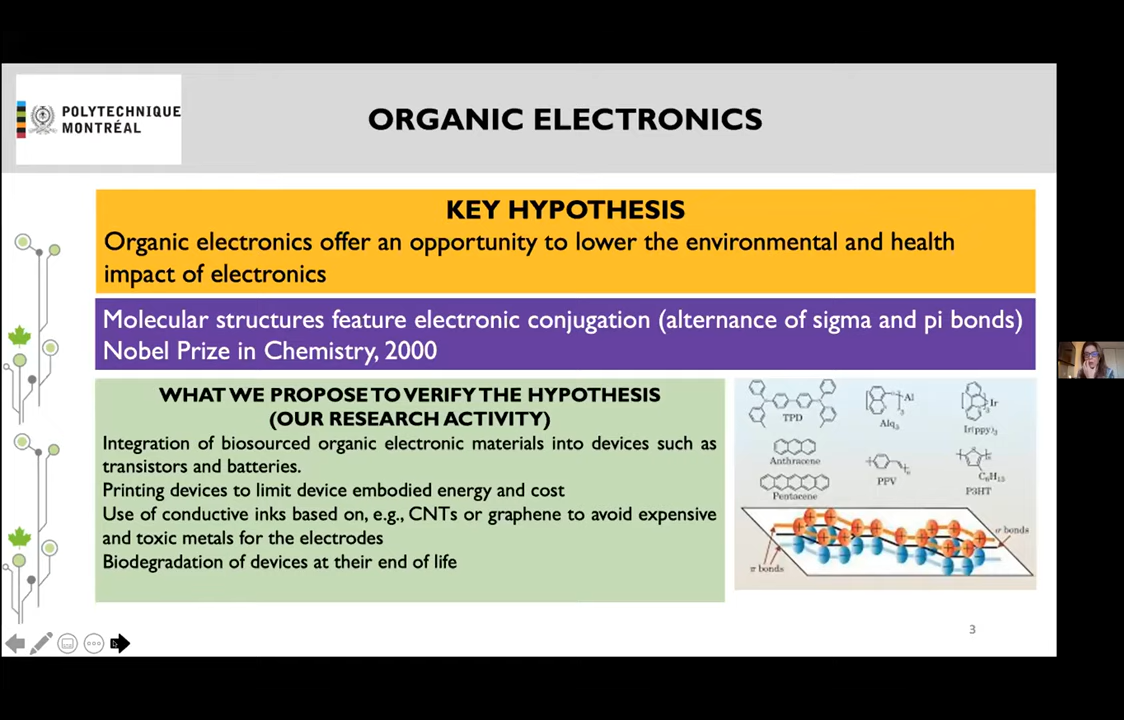 POLYTECHNIQUE
MONTRÉAL
ORGANIC ELECTRONICS
KEY HYPOTHESIS
Organic electronics offer an opportunity to lower the environmental and health
impact of electronics
Molecular structures feature electronic conjugation (alternance of sigma and pi bonds)
Nobel Prize in Chemistry, 2000
WHAT WE PROPOSE TO VERIFY THE HYPOTHESIS
(OUR RESEARCH ACTIVITY)
Integration of biosourced organic electronic materials into devices such as
transistors and batteries.
Printing devices to limit device embodied energy and cost
Use of conductive inks based on, e.g., CNTs or graphene to avoid expensive
and toxic metals for the electrodes
Biodegradation of devices at their end of life
TPD
Al
3
Alq₃
Ir
3
Ir(ppy)₃
Anthracene
Pentacene
PPV
C₆H₁₃
P3HT
σ bonds
π bonds
3